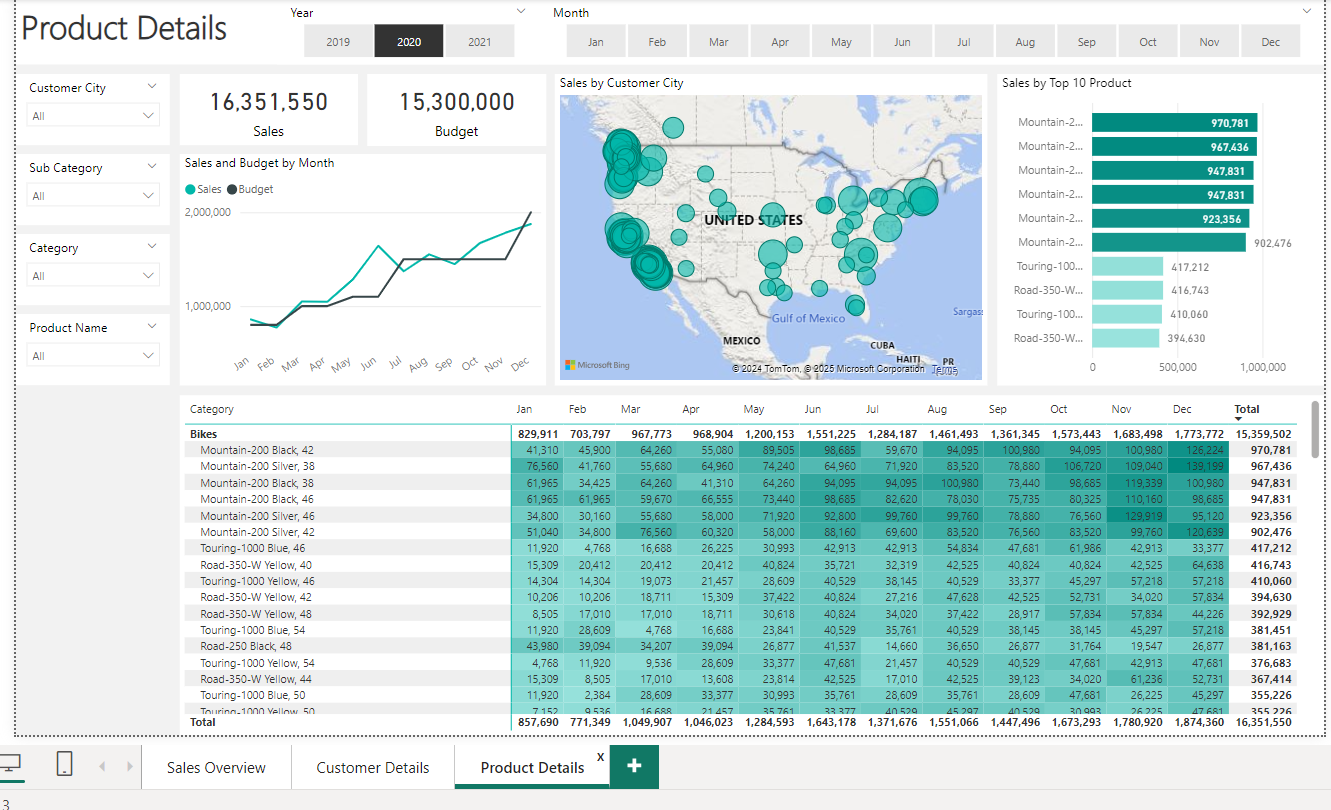 Product Details
Year
2019 2020 2021
Month
Jan Feb Mar Apr May Jun Jul Aug Sep Oct Nov Dec
Customer City
All
Sub Category
All
Category
All
Product Name
All
16,351,550
Sales
15,300,000
Budget
Sales and Budget by Month
Sales Budget
2,000,000
1,000,000
Jan Feb Mar Apr May Jun Jul Aug Sep Oct Nov Dec
Sales by Customer City
UNITED STATES
Gulf of Mexico
Sargass
MEXICO
CUBA
HAITI
PR
Microsoft Bing
© 2024 TomTom, © 2025 Microsoft Corporation Terms
Sales by Top 10 Product
Mountain-2... 970,781
Mountain-2... 967,436
Mountain-2... 947,831
Mountain-2... 947,831
Mountain-2... 923,356
Mountain-2... 902,476
Touring-100... 417,212
Road-350-W... 416,743
Touring-100... 410,060
Road-350-W... 394,630
0 500,000 1,000,000
Category Jan Feb Mar Apr May Jun Jul Aug Sep Oct Nov Dec Total
Bikes 829,911 703,797 967,773 968,904 1,200,153 1,551,225 1,284,187 1,461,493 1,361,345 1,573,443 1,683,498 1,773,772 15,359,502
Mountain-200 Black, 42 41,310 45,900 64,260 55,080 89,505 98,685 59,670 94,095 100,980 94,095 100,980 126,224 970,781
Mountain-200 Silver, 38 76,560 41,760 55,680 64,960 74,240 64,960 71,920 83,520 78,880 106,720 109,040 139,199 967,436
Mountain-200 Black, 38 61,965 34,425 64,260 41,310 64,260 94,095 94,095 100,980 73,440 98,685 119,339 100,980 947,831
Mountain-200 Black, 46 61,965 61,965 59,670 66,555 73,440 98,685 82,620 78,030 75,735 80,325 110,160 98,685 947,831
Mountain-200 Silver, 46 34,800 30,160 55,680 58,000 71,920 92,800 99,760 99,760 78,880 76,560 129,919 95,120 923,356
Mountain-200 Silver, 42 51,040 34,800 76,560 60,320 58,000 88,160 69,600 83,520 76,560 83,520 99,760 120,639 902,476
Touring-1000 Blue, 46 11,920 4,768 16,688 26,225 30,993 42,913 42,913 54,834 47,681 61,986 42,913 33,377 417,212
Road-350-W Yellow, 40 15,309 20,412 20,412 20,412 40,824 35,721 32,319 42,525 40,824 40,824 42,525 64,638 416,743
Touring-1000 Yellow, 46 14,304 14,304 19,073 21,457 28,609 40,529 38,145 40,529 33,377 45,297 57,218 57,218 410,060
Road-350-W Yellow, 42 10,206 10,206 18,711 15,309 37,422 40,824 27,216 47,628 42,525 52,731 34,020 57,834 394,630
Road-350-W Yellow, 48 8,505 17,010 17,010 18,711 30,618 40,824 34,020 37,422 28,917 57,834 57,834 44,226 392,929
Touring-1000 Blue, 54 11,920 28,609 4,768 16,688 23,841 40,529 35,761 40,529 38,145 38,145 45,297 57,218 381,451
Road-250 Black, 48 43,980 39,094 34,207 39,094 26,877 41,537 14,660 36,650 26,877 31,764 19,547 26,877 381,163
Touring-1000 Yellow, 54 4,768 11,920 9,536 28,609 33,377 47,681 21,457 40,529 40,529 47,681 42,913 47,681 376,683
Road-350-W Yellow, 44 15,309 8,505 17,010 13,608 23,814 42,525 17,010 42,525 39,123 34,020 61,236 52,731 367,414
Touring-1000 Blue, 50 11,920 2,384 28,609 33,377 30,993 35,761 28,609 35,761 28,609 47,681 26,225 45,297 355,226
Touring-1000 Yellow, 50 7,152 9,536 16,688 21,457 35,761 33,377 40,529 45,297 40,529 30,993 26,225 47,681 355,226
Total 857,690 771,349 1,049,907 1,046,023 1,284,593 1,643,178 1,371,676 1,551,066 1,447,496 1,673,293 1,780,920 1,874,360 16,351,550
Sales Overview Customer Details Product Details X +
3